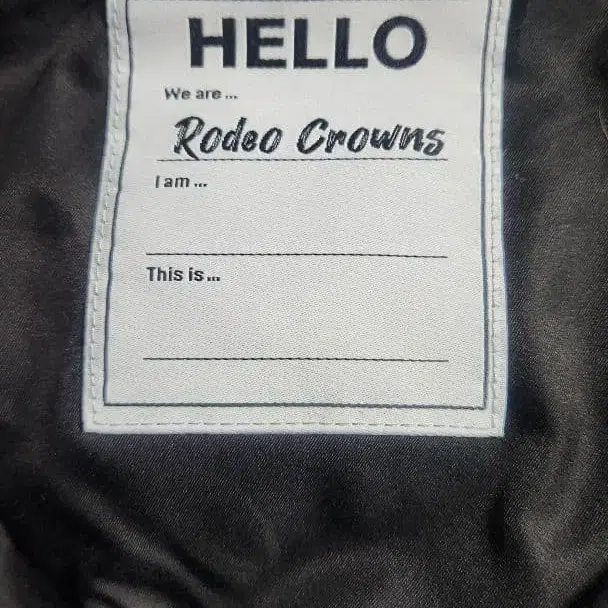 HELLO
We are ...
Rodeo Crowns
I am ...
This is ...